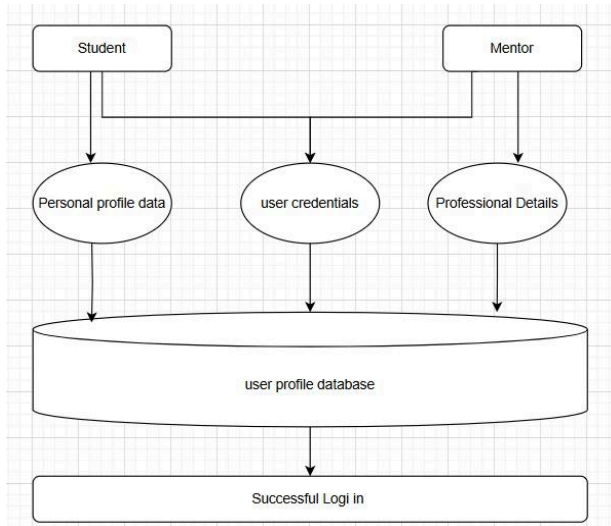 Student
Mentor
Personal profile data
user credentials
Professional Details
user profile database
Successful Logi in